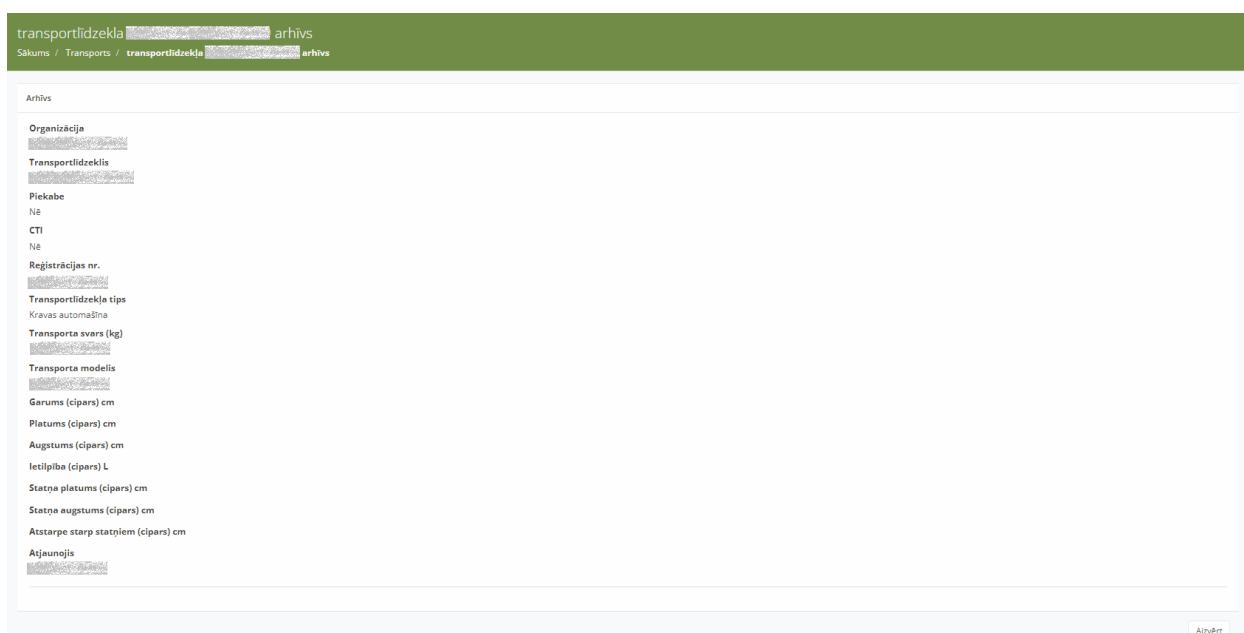 transportlīdzekla arhīvs
Sākums / Transports / transportlīdzekļa arhīvs
Arhīvs
Organizācija
Transportlīdzeklis
Piekabe
Nē
CTI
Nē
Reģistrācijas nr.
Transportlīdzekļa tips
Kravas automašīna
Transporta svars (kg)
Transporta modelis
Garums (cipars) cm
Platums (cipars) cm
Augstums (cipars) cm
Ietilpība (cipars) L
Statņa platums (cipars) cm
Statņa augstums (cipars) cm
Atstarpe starp statņiem (cipars) cm
Atjaunojis
Aizvērt